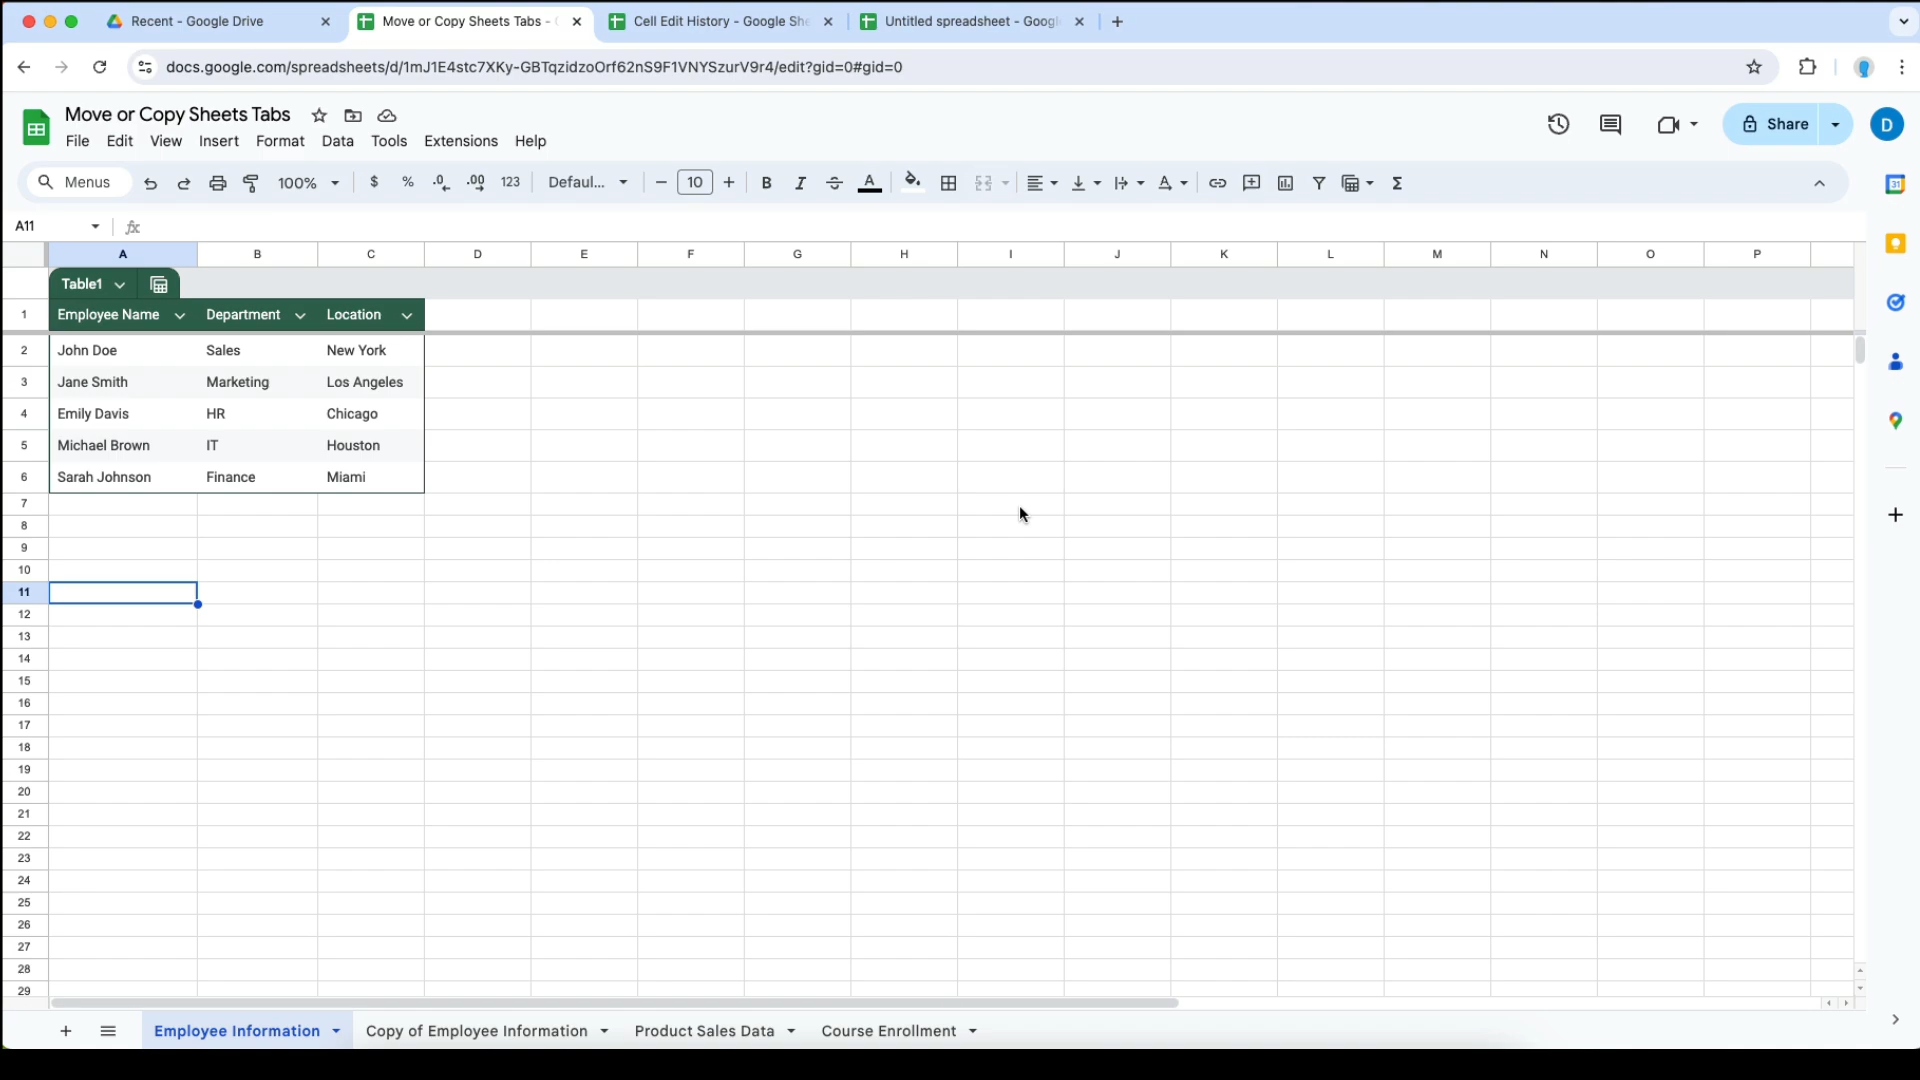 Recent - Google Drive
Move or Copy Sheets Tabs -
Cell Edit History - Google She
Untitled spreadsheet - Googl
docs.google.com/spreadsheets/d/1mJ1E4stc7XKy-GBTqzidzoOrf62nS9F1VNYSzurV9r4/edit?gid=0#gid=0
Move or Copy Sheets Tabs
Share
D
File Edit View Insert Format Data Tools Extensions Help
Menus 100% $ % .0 .00 123 Defaul... 10 B I S A Σ
31
A11 fx
A B C D E F G H I J K L M N O P
Table1
1 Employee Name Department Location
2 John Doe Sales New York
3 Jane Smith Marketing Los Angeles
4 Emily Davis HR Chicago
5 Michael Brown IT Houston
6 Sarah Johnson Finance Miami
7
8
9
10
11
12
13
14
15
16
17
18
19
20
21
22
23
24
25
26
27
28
29
Employee Information Copy of Employee Information Product Sales Data Course Enrollment